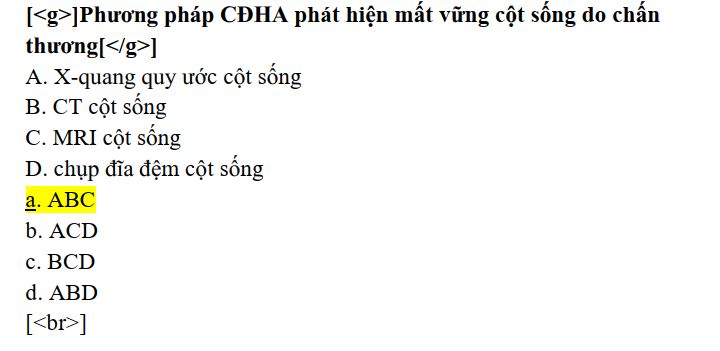 [<g>]Phương pháp CĐHA phát hiện mất vững cột sống do chấn
thương[</g>]
A. X-quang quy ước cột sống
B. CT cột sống
C. MRI cột sống
D. chụp đĩa đệm cột sống
a. ABC
b. ACD
c. BCD
d. ABD
[<br>]